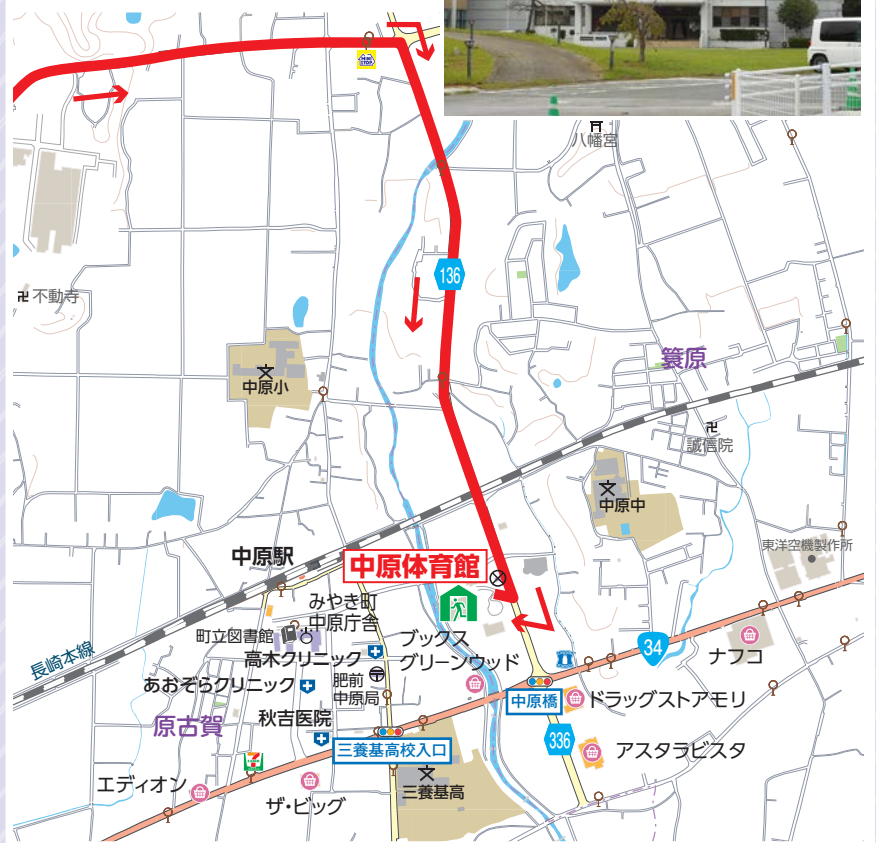 MINI STOP
八幡宮
136
不動寺
簑原
中原小
誠信院
中原中
東洋空機製作所
中原駅
中原体育館
みやき町
中原庁舎
町立図書館
ブックス
グリーンウッド
高木クリニック
長崎本線
肥前
中原局
あおぞらクリニック
34
ナフコ
中原橋
ドラッグストアモリ
原古賀
秋吉医院
336
三養基高校入口
アスタラビスタ
エディオン
三養基高
ザ・ビッグ